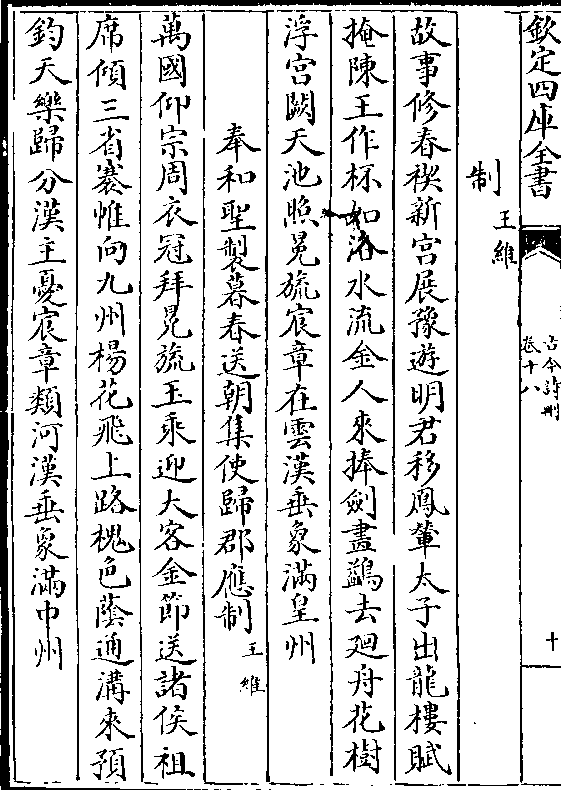 欽定四庫全書
古今詩刪
卷十八
十
制
王維
故事修春禊新宫展豫遊明君移鳳輦太子出龍樓賦
掩陳王作杯如洛水流金人來捧劍畫鷁去廻舟花樹
浮宫闕天池照冕旒宸章在雲漢垂象滿皇州
奉和聖製暮春送朝集使歸郡應制
王維
萬國仰宗周衣冠拜冕旒玉乘迎大客金節送諸侯祖
席傾三省褰帷向九州楊花飛上路槐色蔭通溝來預
鈞天樂歸分漢主憂宸章類河漢垂象滿中州